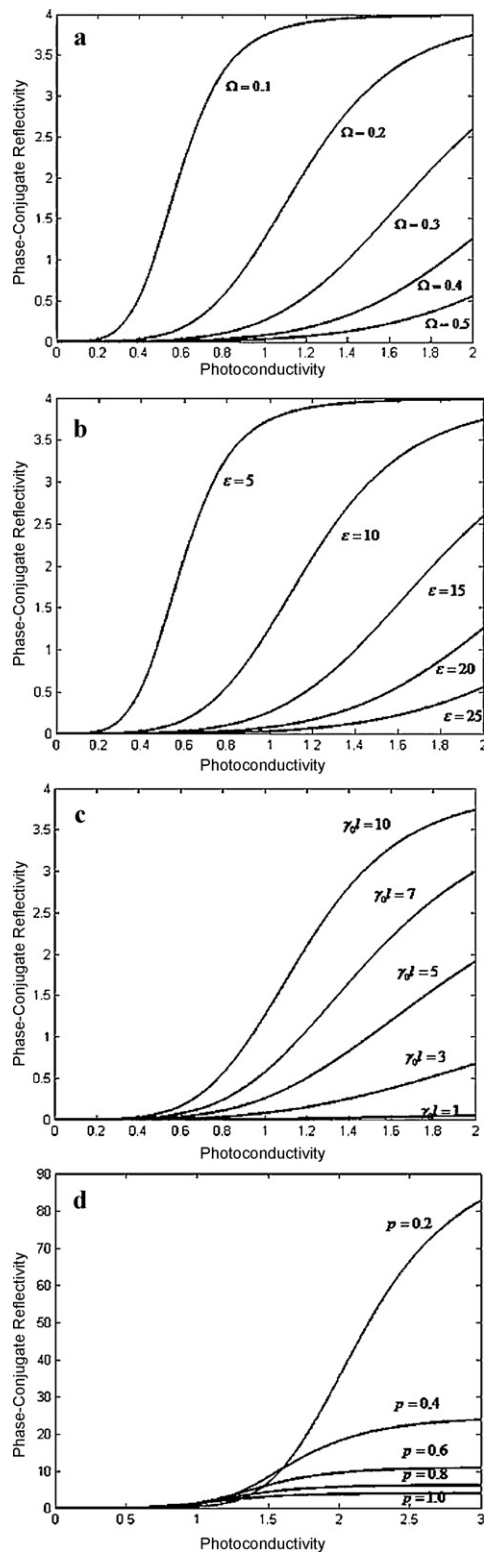 4
a
3.5
Ω = 0.1
3
Ω = 0.2
2.5
2
Ω = 0.3
1.5
1
Ω = 0.4
0.5
Ω = 0.5
0
0 0.2 0.4 0.6 0.8 1 1.2 1.4 1.6 1.8 2
Phase-Conjugate Reflectivity
Photoconductivity
4
b
3.5
3
ε = 5
2.5
ε = 10
2
ε = 15
1.5
1
ε = 20
0.5
ε = 25
0
0 0.2 0.4 0.6 0.8 1 1.2 1.4 1.6 1.8 2
Phase-Conjugate Reflectivity
Photoconductivity
4
c
γ₀l = 10
3.5
3
γ₀l = 7
2.5
2
γ₀l = 5
1.5
1
γ₀l = 3
0.5
γ₀l = 1
0
0 0.2 0.4 0.6 0.8 1 1.2 1.4 1.6 1.8 2
Phase-Conjugate Reflectivity
Photoconductivity
90
d
80
p = 0.2
70
60
50
40
p = 0.4
30
20
p = 0.6
10
p = 0.8
p = 1.0
0
0 0.5 1 1.5 2 2.5 3
Phase-Conjugate Reflectivity
Photoconductivity